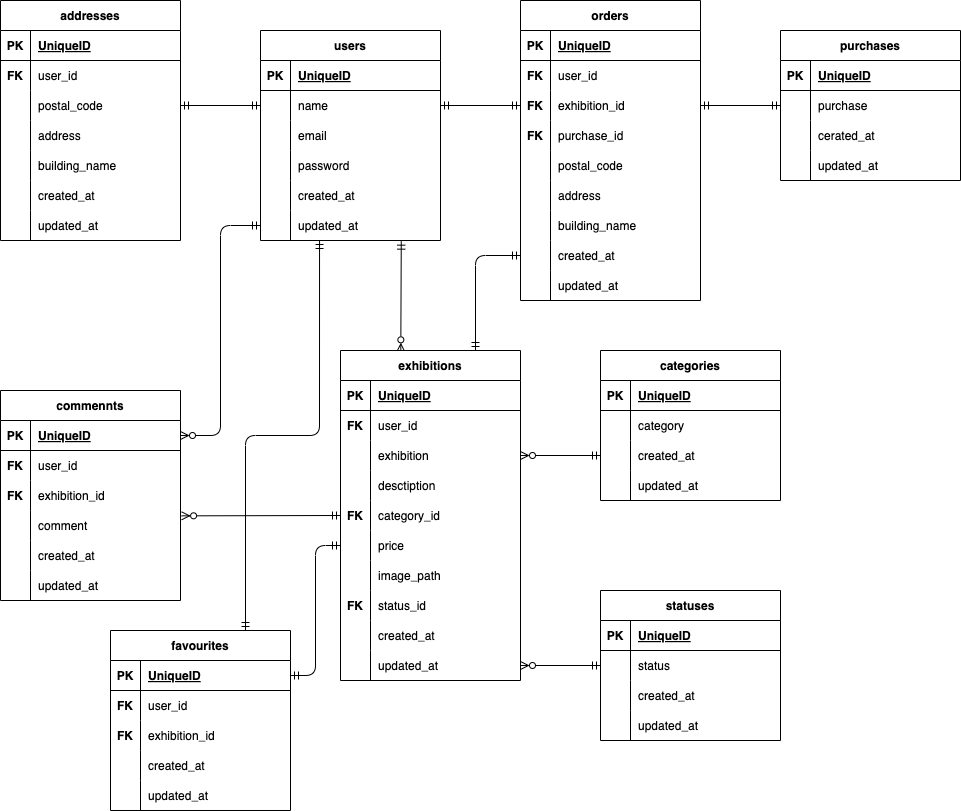 addresses
PK UniqueID
FK user_id
postal_code
address
building_name
created_at
updated_at
users
PK UniqueID
name
email
password
created_at
updated_at
orders
PK UniqueID
FK user_id
FK exhibition_id
FK purchase_id
postal_code
address
building_name
created_at
updated_at
purchases
PK UniqueID
purchase
cerated_at
updated_at
commennts
PK UniqueID
FK user_id
FK exhibition_id
comment
created_at
updated_at
exhibitions
PK UniqueID
FK user_id
exhibition
desctiption
FK category_id
price
image_path
FK status_id
created_at
updated_at
categories
PK UniqueID
category
created_at
updated_at
statuses
PK UniqueID
status
created_at
updated_at
favourites
PK UniqueID
FK user_id
FK exhibition_id
created_at
updated_at